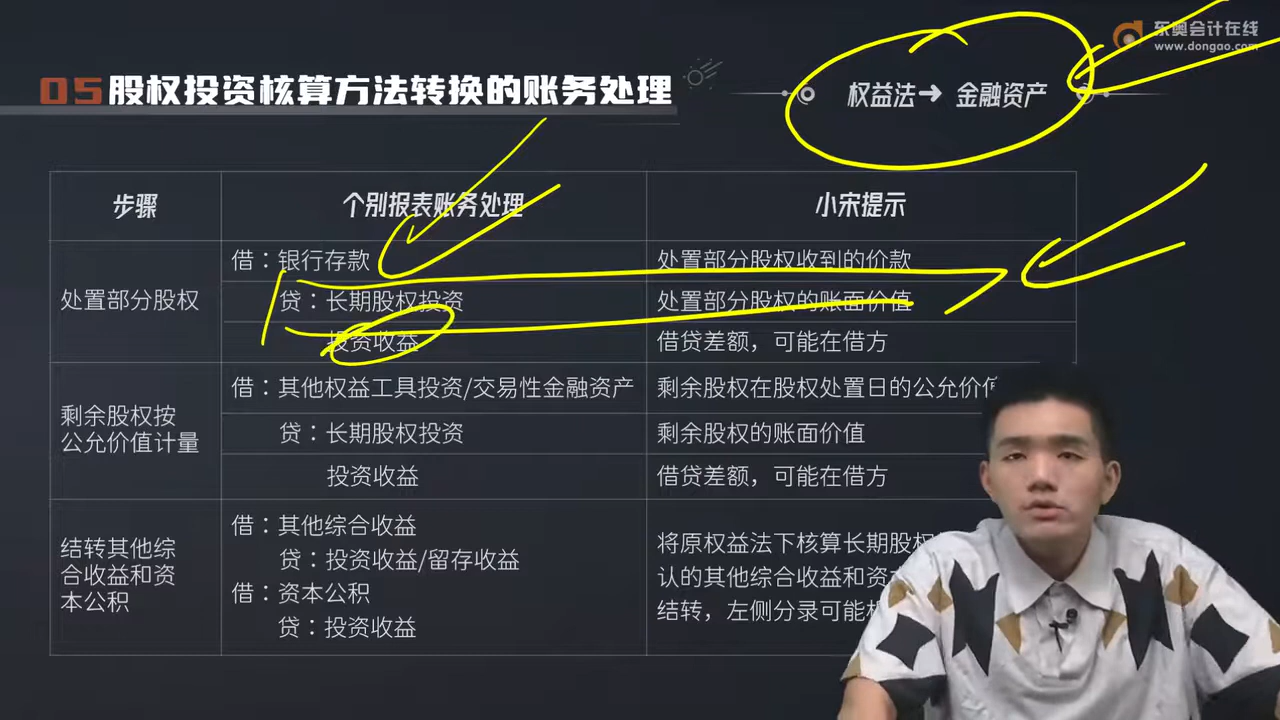 东奥会计在线
www.dongao.com
05 股权投资核算方法转换的账务处理
权益法→ 金融资产
步骤
个别报表账务处理
小宋提示
处置部分股权
借：银行存款
处置部分股权收到的价款
贷：长期股权投资
处置部分股权的账面价值
投资收益
借贷差额，可能在借方
剩余股权按
公允价值计量
借：其他权益工具投资/交易性金融资产
剩余股权在股权处置日的公允价值
贷：长期股权投资
剩余股权的账面价值
投资收益
借贷差额，可能在借方
结转其他综
合收益和资
本公积
借：其他综合收益
贷：投资收益/留存收益
借：资本公积
贷：投资收益
将原权益法下核算长期股权
认的其他综合收益和资
结转，左侧分录可能